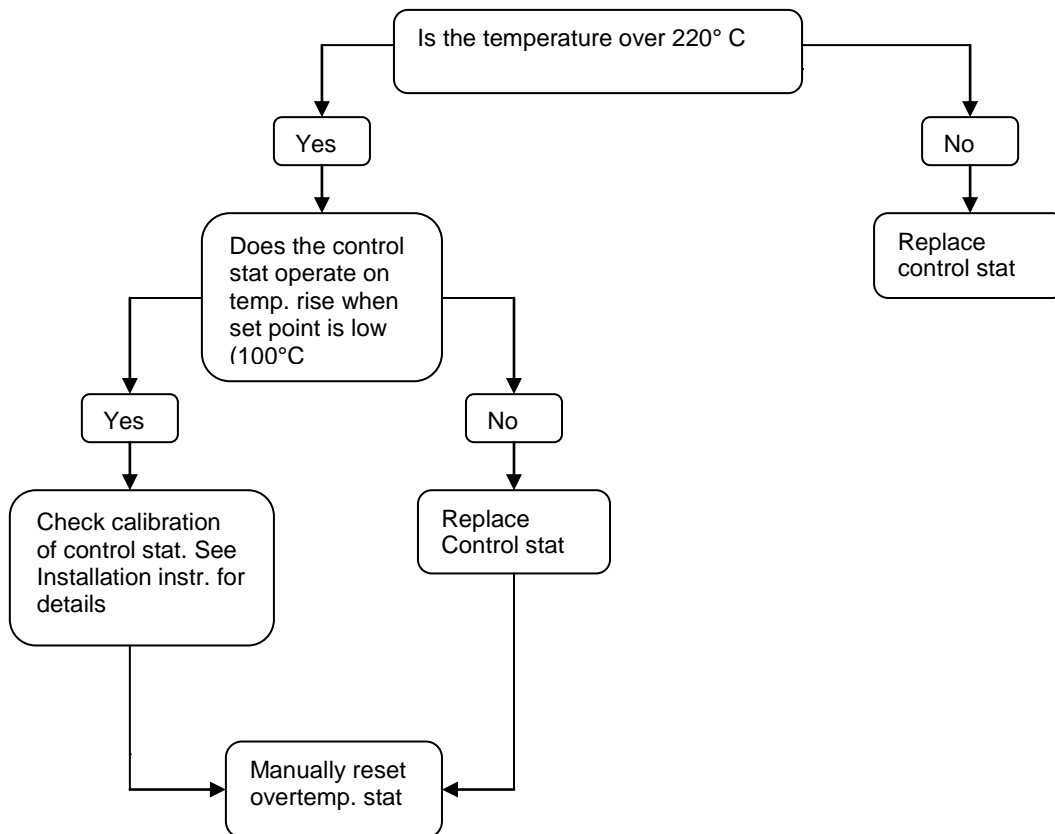 Is the temperature over 220° C
Yes
No
Does the control
stat operate on
temp. rise when
set point is low
(100°C
Replace
control stat
Yes
No
Check calibration
of control stat. See
Installation instr. for
details
Replace
Control stat
Manually reset
overtemp. stat